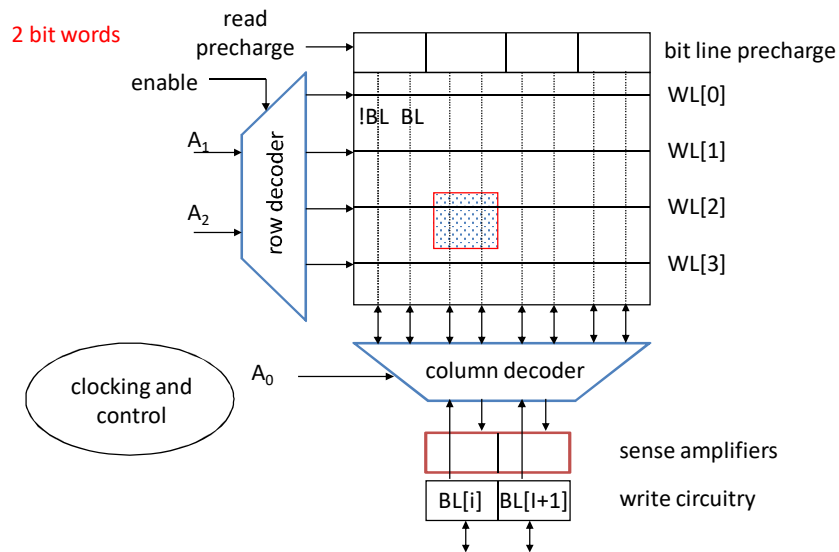 2 bit words
read
precharge
bit line precharge
enable
WL[0]
!BL BL
A1
WL[1]
row decoder
A2
WL[2]
WL[3]
column decoder
A0
clocking and
control
sense amplifiers
BL[i] BL[I+1]
write circuitry